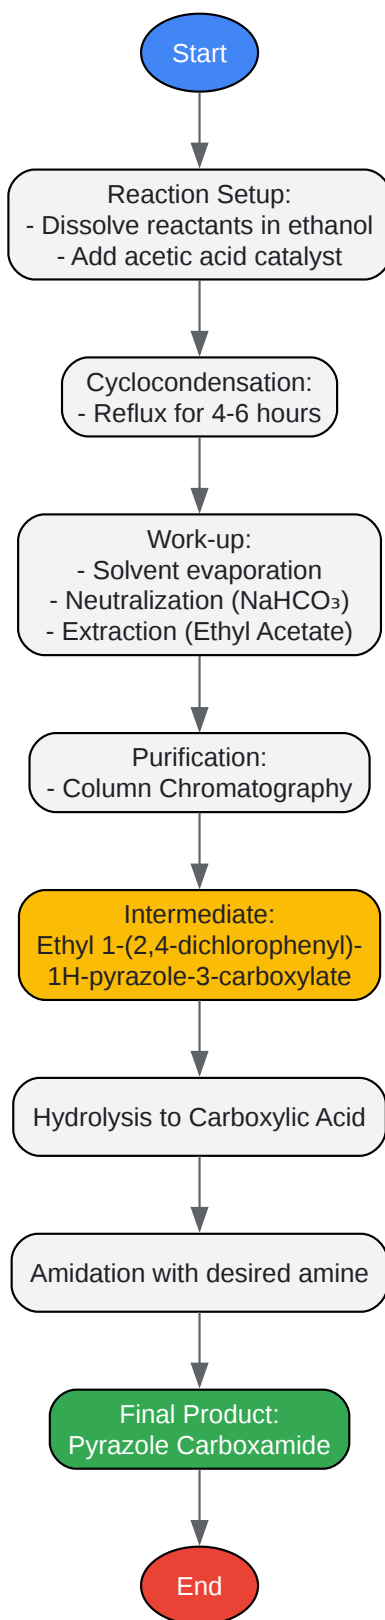 Start
Reaction Setup:
- Dissolve reactants in ethanol
- Add acetic acid catalyst
Cyclocondensation:
- Reflux for 4-6 hours
Work-up:
- Solvent evaporation
- Neutralization (NaHCO₃)
- Extraction (Ethyl Acetate)
Purification:
- Column Chromatography
Intermediate:
Ethyl 1-(2,4-dichlorophenyl)-
1H-pyrazole-3-carboxylate
Hydrolysis to Carboxylic Acid
Amidation with desired amine
Final Product:
Pyrazole Carboxamide
End